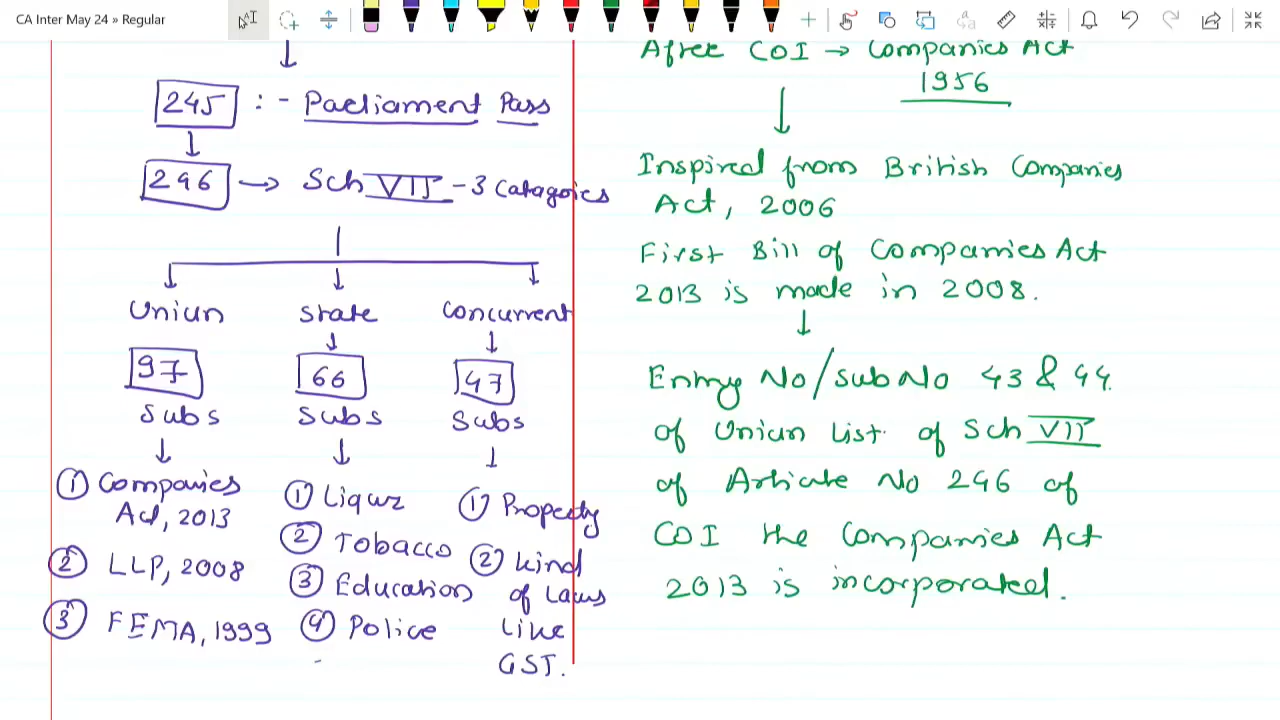 CA Inter May 24 » Regular
245 :- Parliament Pass
246 → Sch VII - 3 Catagoies
Union State Concurrent
97 66 47
Subs Subs Subs
① Companies Act, 2013
② LLP, 2008
③ FEMA, 1999
① Liqur
② Tobacco
③ Education
④ Police
① Property
② Kind
of Laws
Like
GST.
After COI → Companies Act
1956
Inspired from British Companies
Act, 2006
First Bill of Companies Act
2013 is made in 2008.
Entry No/sub No 43 & 44.
of Union List of Sch VII
of Article No 246 of
COI the Companies Act
2013 is incorporated.